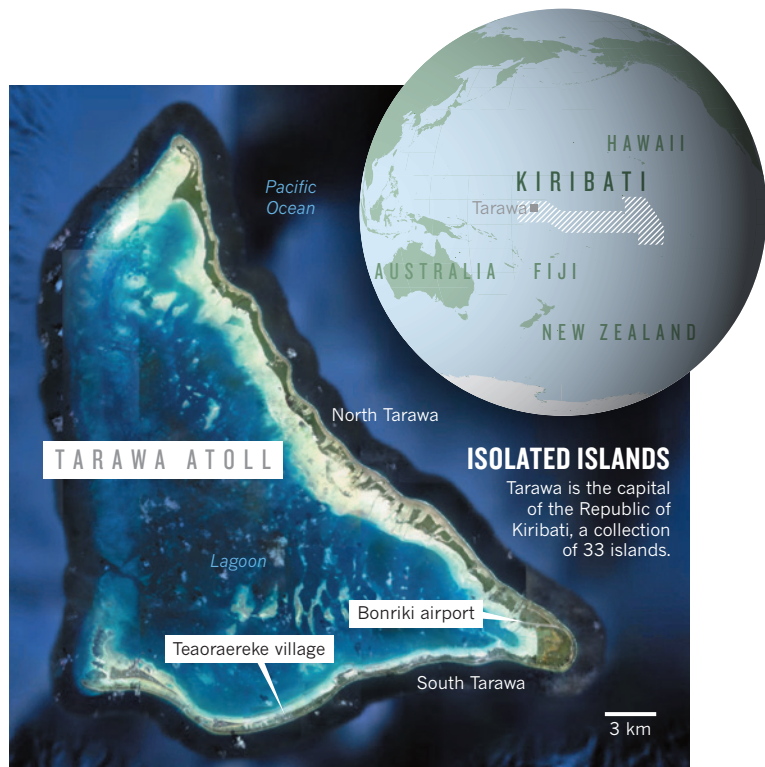 HAWAII
KIRIBATI
Tarawa
AUSTRALIA
FIJI
NEW ZEALAND
Pacific
Ocean
North Tarawa
TARAWA ATOLL
ISOLATED ISLANDS
Tarawa is the capital
of the Republic of
Kiribati, a collection
of 33 islands.
Lagoon
Bonriki airport
Teaoraereke village
South Tarawa
3 km